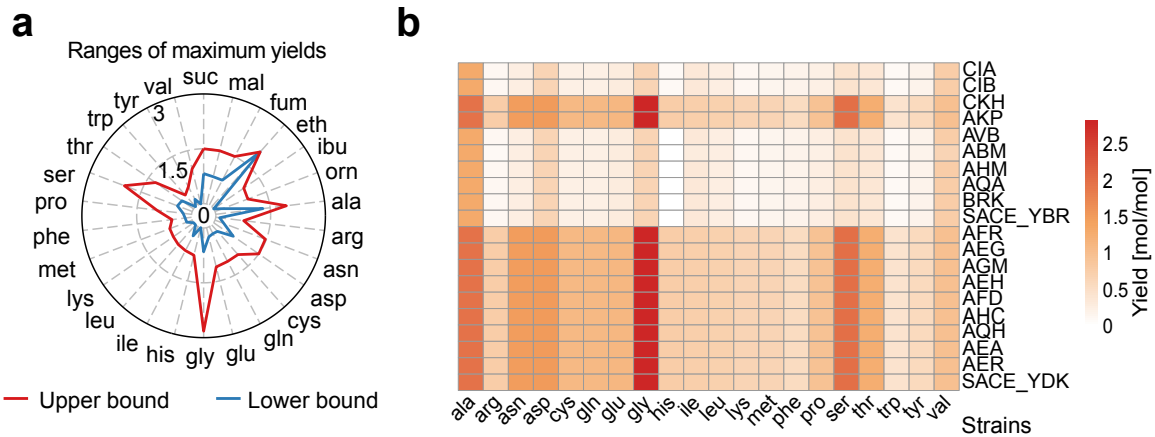 a
Ranges of maximum yields
suc
mal
fum
eth
ibu
orn
ala
arg
asn
asp
cys
gln
glu
gly
his
ile
leu
lys
met
phe
pro
ser
thr
trp
tyr
val
3
1.5
0
Upper bound
Lower bound
b
CIA
CIB
CKH
AKP
AVB
ABM
AHM
AQA
BRK
SACE_YBR
AFR
AEG
AGM
AEH
AFD
AHC
AQH
AEA
AER
SACE_YDK
Strains
ala arg asn asp cys gln glu gly his ile leu lys met phe pro ser thr trp tyr val
2.5
2
1.5
1
0.5
0
Yield [mol/mol]